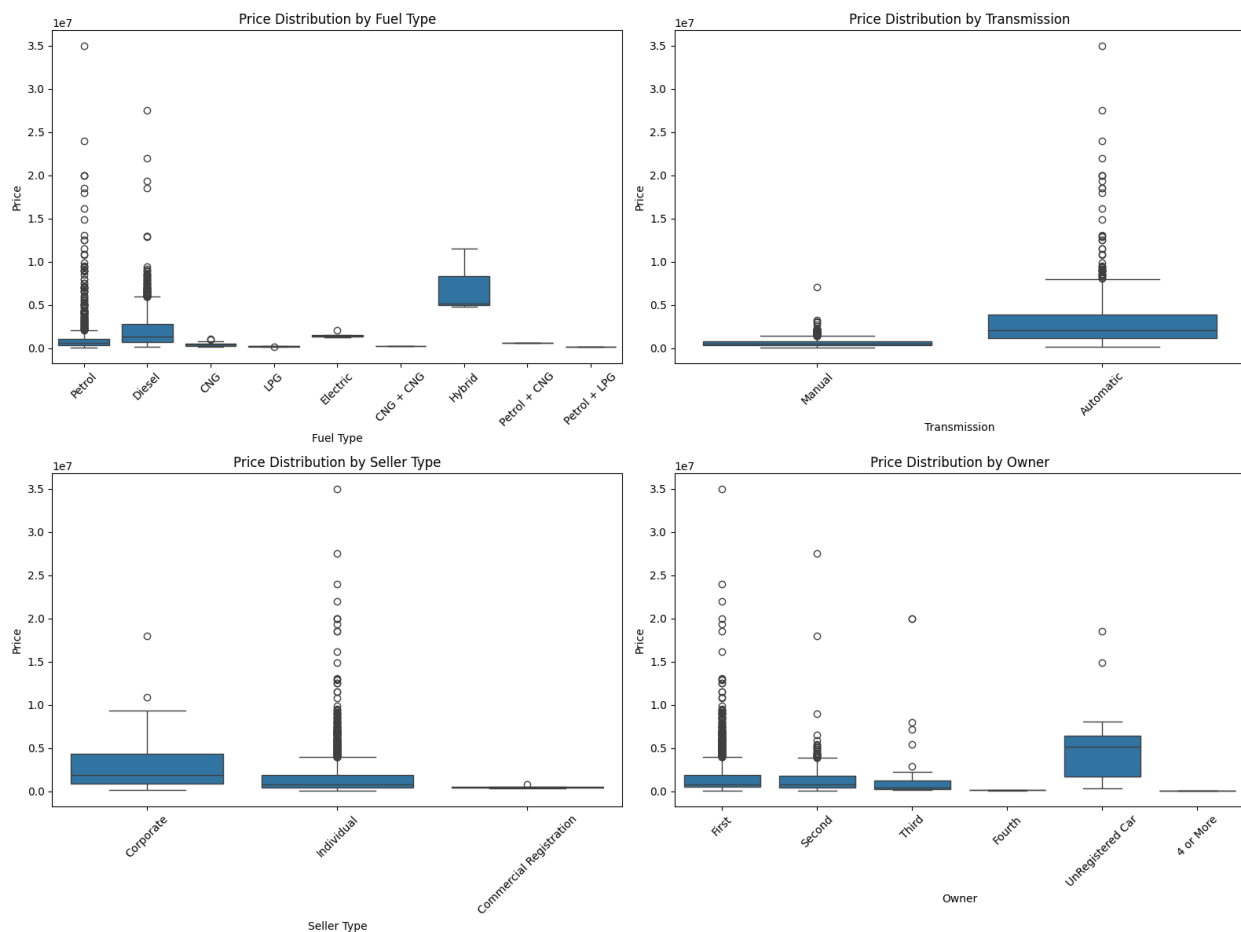 Price Distribution by Fuel Type
1e7
3.5
3.0
2.5
2.0
1.5
1.0
0.5
0.0
Price
Petrol
Diesel
CNG
LPG
Electric
CNG + CNG
Hybrid
Petrol + CNG
Petrol + LPG
Fuel Type
Price Distribution by Transmission
1e7
3.5
3.0
2.5
2.0
1.5
1.0
0.5
0.0
Price
Manual
Automatic
Transmission
Price Distribution by Seller Type
1e7
3.5
3.0
2.5
2.0
1.5
1.0
0.5
0.0
Price
Corporate
Individual
Commercial Registration
Seller Type
Price Distribution by Owner
1e7
3.5
3.0
2.5
2.0
1.5
1.0
0.5
0.0
Price
First
Second
Third
Fourth
UnRegistered Car
4 or More
Owner